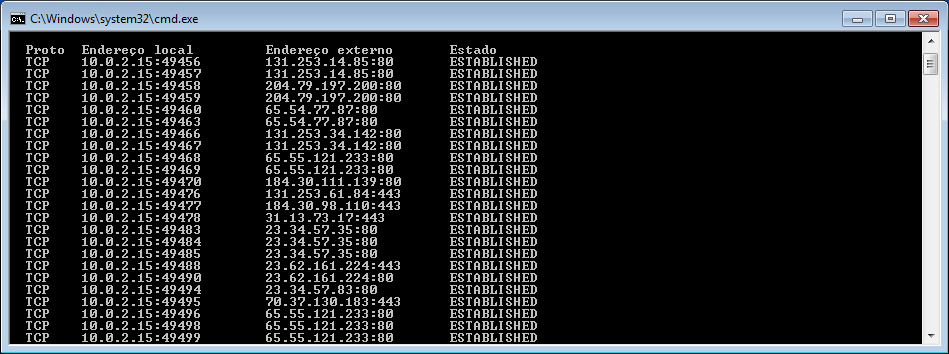 C:\Windows\system32\cmd.exe
Proto Endereço local Endereço externo Estado
TCP 10.0.2.15:49456 131.253.14.85:80 ESTABLISHED
TCP 10.0.2.15:49457 131.253.14.85:80 ESTABLISHED
TCP 10.0.2.15:49458 204.79.197.200:80 ESTABLISHED
TCP 10.0.2.15:49459 204.79.197.200:80 ESTABLISHED
TCP 10.0.2.15:49460 65.54.77.87:80 ESTABLISHED
TCP 10.0.2.15:49463 65.54.77.87:80 ESTABLISHED
TCP 10.0.2.15:49466 131.253.34.142:80 ESTABLISHED
TCP 10.0.2.15:49467 131.253.34.142:80 ESTABLISHED
TCP 10.0.2.15:49468 65.55.121.233:80 ESTABLISHED
TCP 10.0.2.15:49469 65.55.121.233:80 ESTABLISHED
TCP 10.0.2.15:49470 184.30.111.139:80 ESTABLISHED
TCP 10.0.2.15:49476 131.253.61.84:443 ESTABLISHED
TCP 10.0.2.15:49477 184.30.98.110:443 ESTABLISHED
TCP 10.0.2.15:49478 31.13.73.17:443 ESTABLISHED
TCP 10.0.2.15:49483 23.34.57.35:80 ESTABLISHED
TCP 10.0.2.15:49484 23.34.57.35:80 ESTABLISHED
TCP 10.0.2.15:49485 23.34.57.35:80 ESTABLISHED
TCP 10.0.2.15:49488 23.62.161.224:443 ESTABLISHED
TCP 10.0.2.15:49490 23.62.161.224:80 ESTABLISHED
TCP 10.0.2.15:49494 23.34.57.83:80 ESTABLISHED
TCP 10.0.2.15:49495 70.37.130.183:443 ESTABLISHED
TCP 10.0.2.15:49496 65.55.121.233:80 ESTABLISHED
TCP 10.0.2.15:49498 65.55.121.233:80 ESTABLISHED
TCP 10.0.2.15:49499 65.55.121.233:80 ESTABLISHED